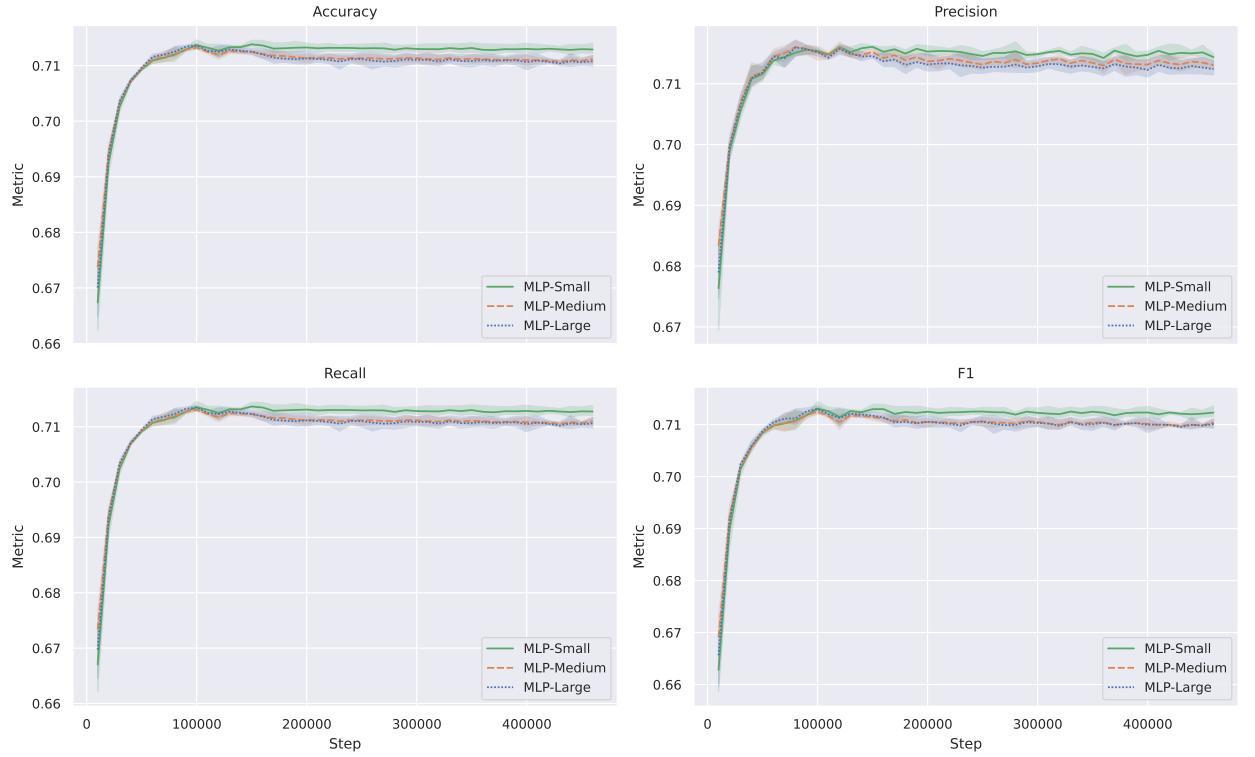 Accuracy
Metric
0.71
0.70
0.69
0.68
0.67
0.66
MLP-Small
MLP-Medium
MLP-Large
Precision
Metric
0.71
0.70
0.69
0.68
0.67
MLP-Small
MLP-Medium
MLP-Large
Recall
Metric
0.71
0.70
0.69
0.68
0.67
0.66
MLP-Small
MLP-Medium
MLP-Large
0 100000 200000 300000 400000
Step
F1
Metric
0.71
0.70
0.69
0.68
0.67
0.66
MLP-Small
MLP-Medium
MLP-Large
0 100000 200000 300000 400000
Step